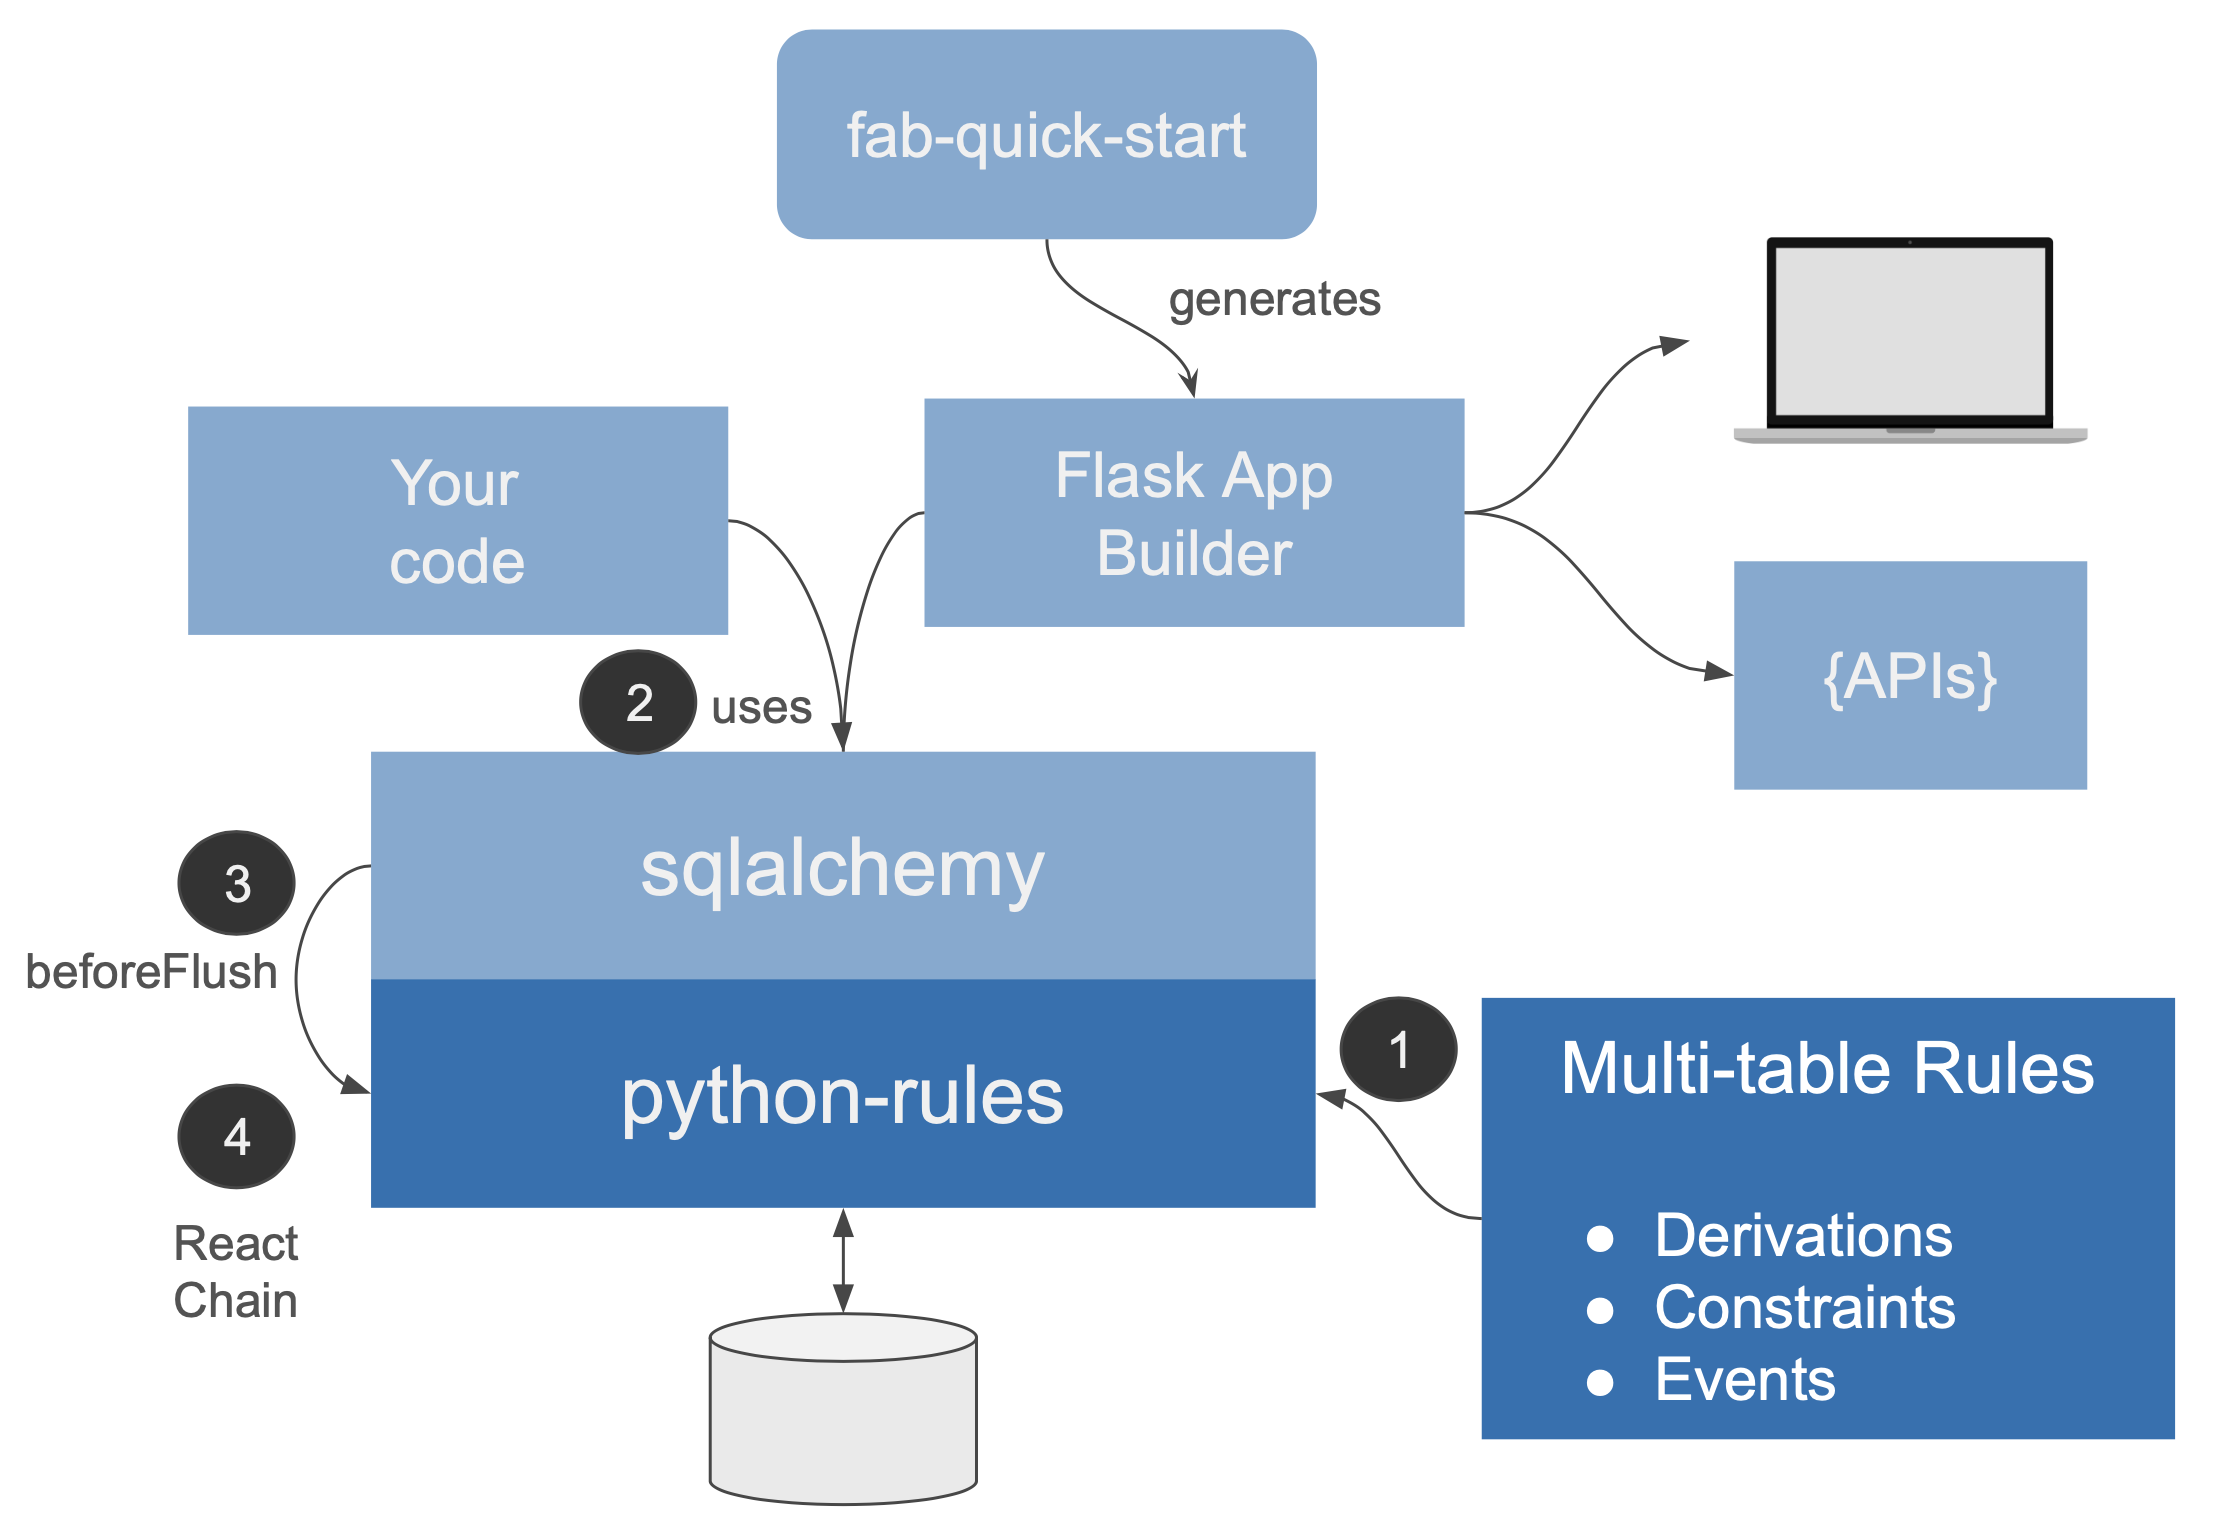 fab-quick-start
generates
Your
code
Flask App
Builder
{APIs}
2
uses
sqlalchemy
3
beforeFlush
python-rules
1
Multi-table Rules
● Derivations
● Constraints
● Events
4
React
Chain